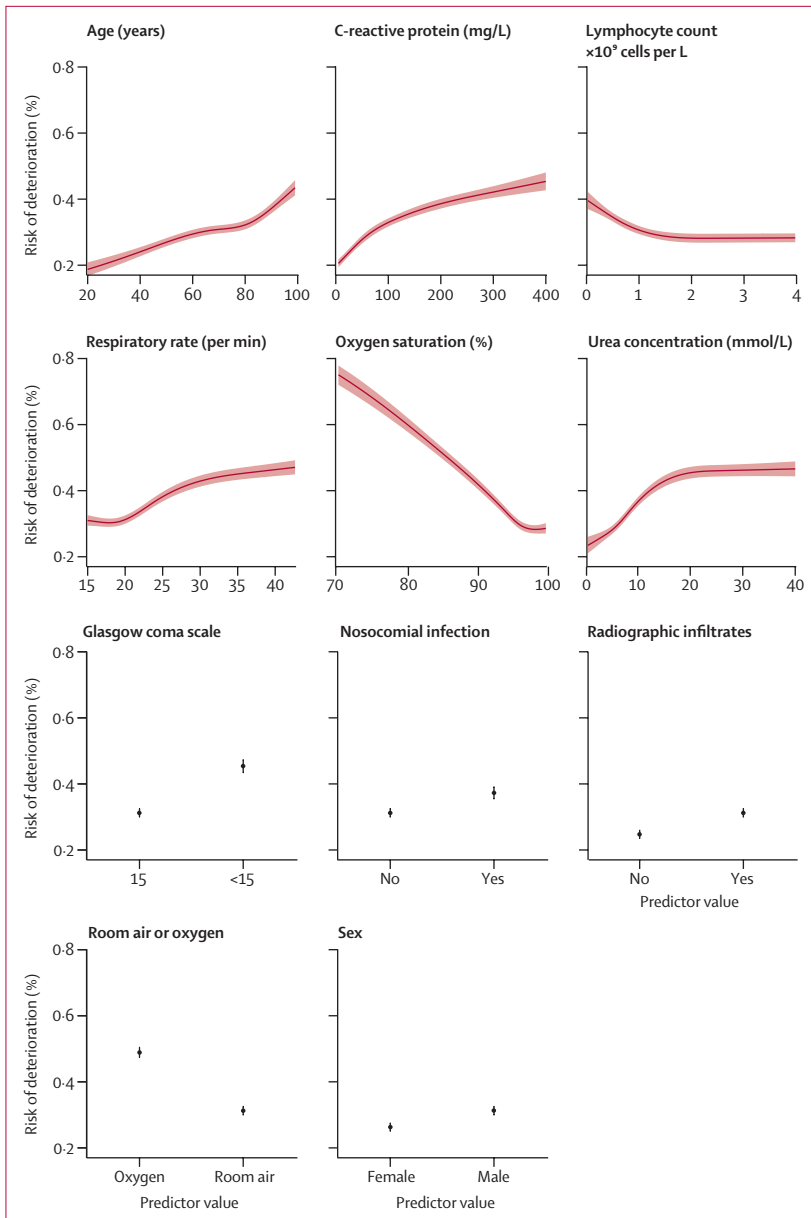 Age (years)
C-reactive protein (mg/L)
Lymphocyte count
×10⁹ cells per L
Risk of deterioration (%)
0·8
0·6
0·4
0·2
20 40 60 80 100
0 100 200 300 400
0 1 2 3 4
Respiratory rate (per min)
Oxygen saturation (%)
Urea concentration (mmol/L)
Risk of deterioration (%)
0·8
0·6
0·4
0·2
15 20 25 30 35 40
70 80 90 100
0 10 20 30 40
Glasgow coma scale
Nosocomial infection
Radiographic infiltrates
Risk of deterioration (%)
0·8
0·6
0·4
0·2
15 <15
No Yes
No Yes
Predictor value
Room air or oxygen
Sex
Risk of deterioration (%)
0·8
0·6
0·4
0·2
Oxygen Room air
Female Male
Predictor value
Predictor value